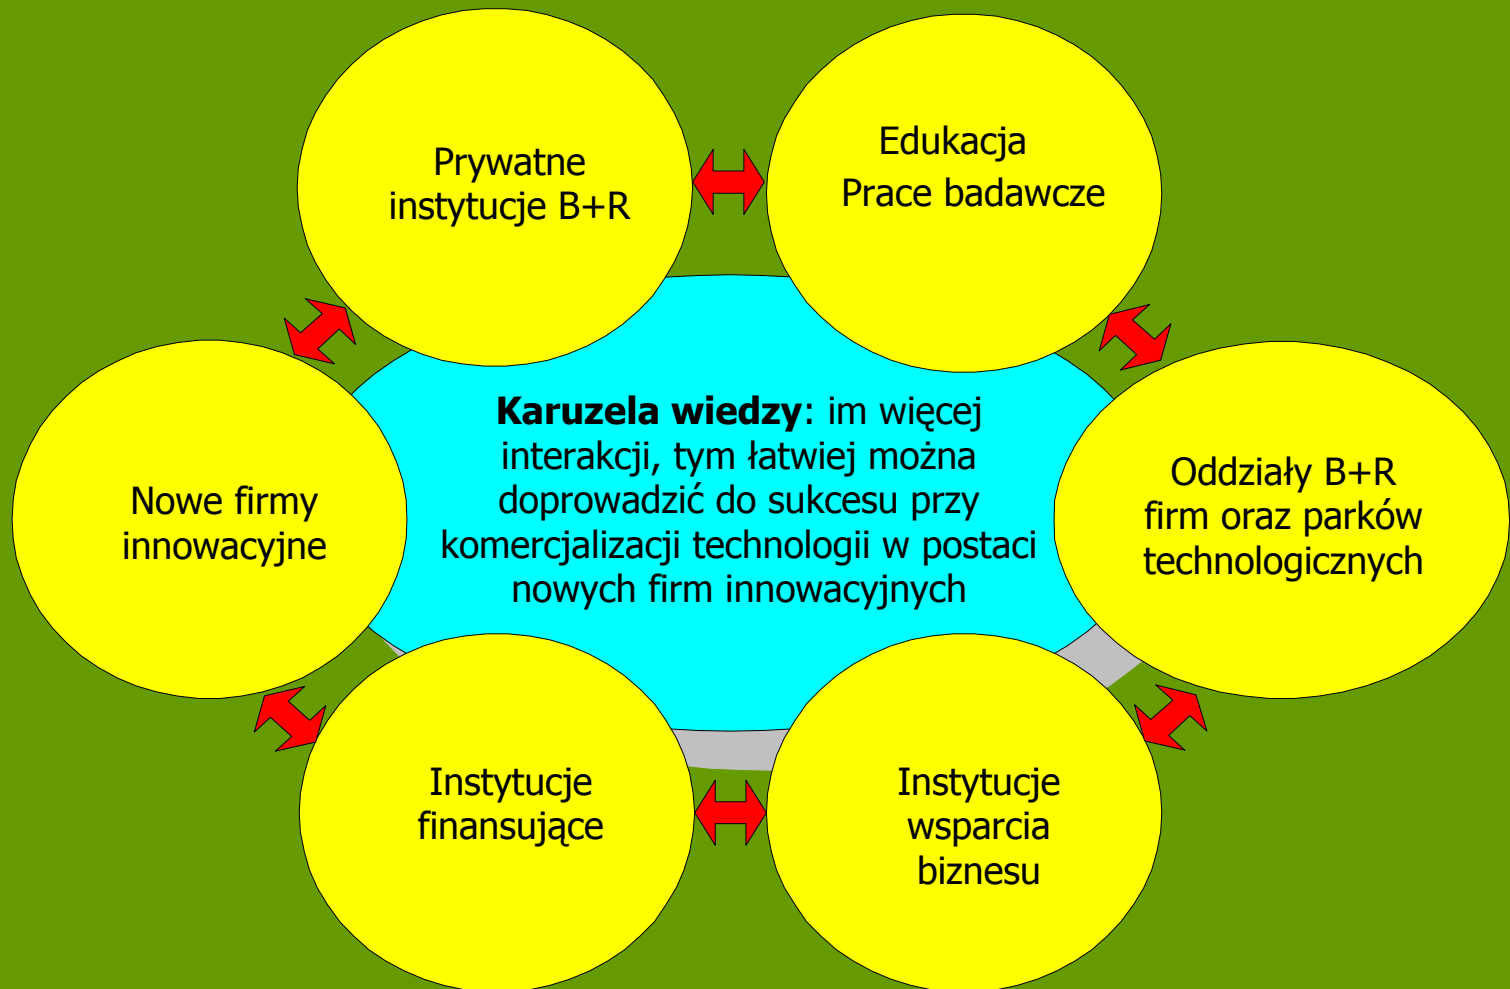 Prywatne
instytucje B+R
Edukacja
Prace badawcze
Karuzela wiedzy: im więcej
interakcji, tym łatwiej można
doprowadzić do sukcesu przy
komercjalizacji technologii w postaci
nowych firm innowacyjnych
Nowe firmy
innowacyjne
Oddziały B+R
firm oraz parków
technologicznych
Instytucje
finansujące
Instytucje
wsparcia
biznesu